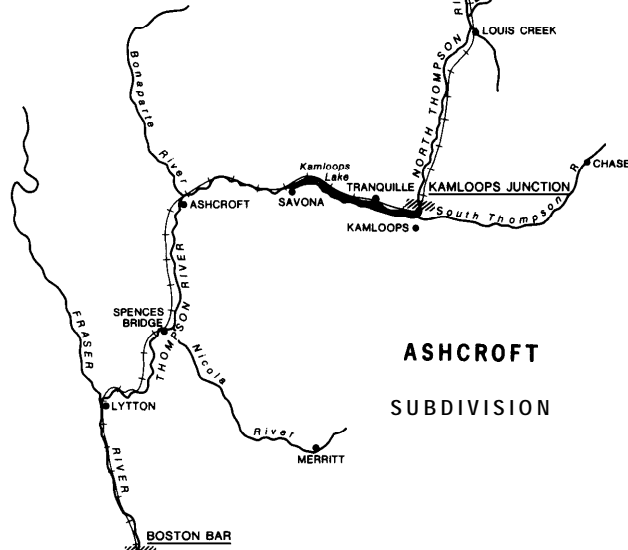 RI
LOUIS CREEK
Bonaparte
River
NORTH THOMPSON
CHASE
Kamloops
Lake
TRANQUILLE
KAMLOOPS JUNCTION
SAVONA
South Thompson R
ASHCROFT
KAMLOOPS
THOMPSON RIVER
SPENCES
BRIDGE
FRASER
RIVER
Nicola
River
ASHCROFT
SUBDIVISION
LYTTON
MERRITT
BOSTON BAR